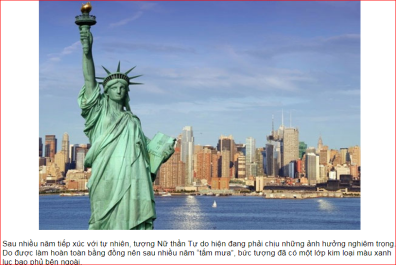 Sau nhiều năm tiếp xúc với tự nhiên, tượng Nữ thần Tự do hiện đang phải chịu những ảnh hưởng nghiêm trọng.
Do được làm hoàn toàn bằng đồng nên sau nhiều năm "tắm mưa", bức tượng đã có một lớp kim loại màu xanh
lục bao phủ bên ngoài